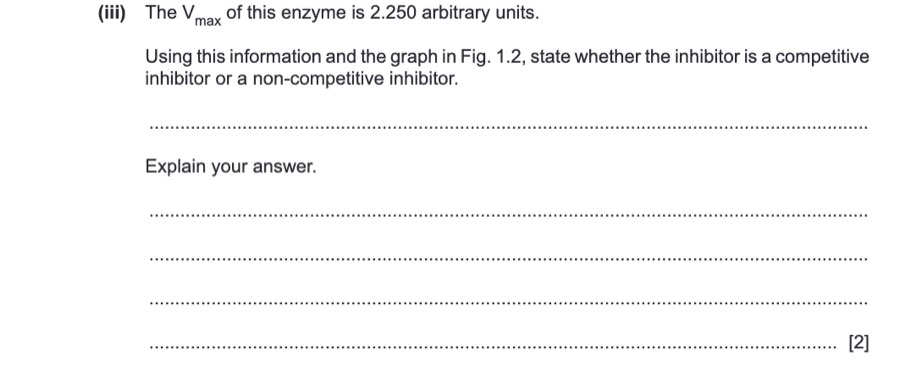 (iii) The Vmax of this enzyme is 2.250 arbitrary units.
Using this information and the graph in Fig. 1.2, state whether the inhibitor is a competitive
inhibitor or a non-competitive inhibitor.
Explain your answer.
[2]